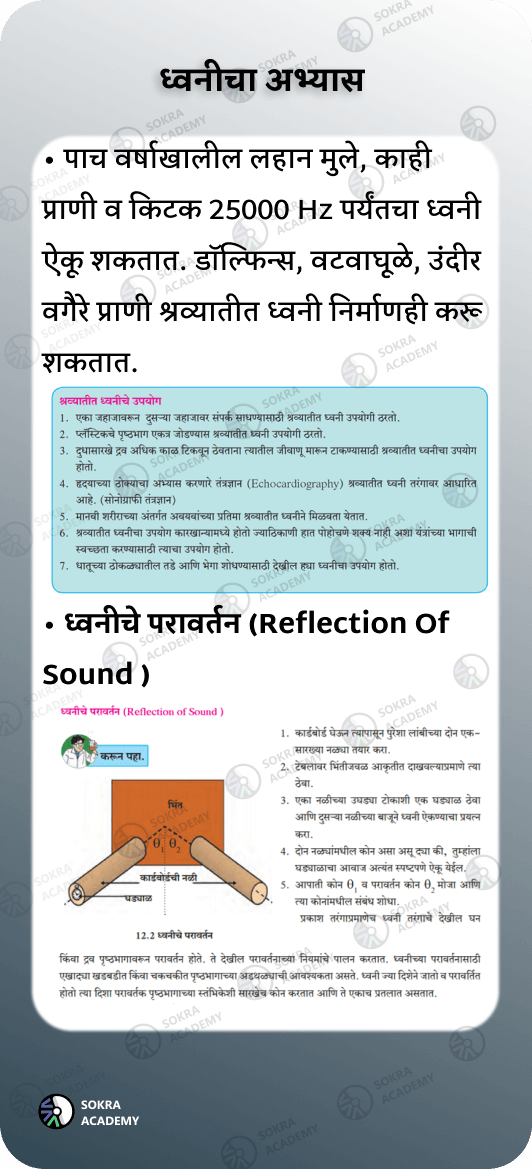 ध्वनीचा अभ्यास
• पाच वर्षाखालील लहान मुले, काही
प्राणी व किटक 25000 Hz पर्यंतचा ध्वनी
ऐकू शकतात. डॉल्फिन्स, वटवाघूळे, उंदीर
वगैरे प्राणी श्रव्यातीत ध्वनी निर्माणही करू
शकतात.
श्रव्यातीत ध्वनीचे उपयोग
1. एका जहाजावरून दुसऱ्या जहाजावर संपर्क साधण्यासाठी श्रव्यातीत ध्वनी उपयोगी ठरतो.
2. प्लॅस्टिकचे पृष्ठभाग एकत्र जोडण्यास श्रव्यातीत ध्वनी उपयोगी ठरतो.
3. दुधासारखे द्रव अधिक काळ टिकवून ठेवताना त्यातील जीवाणू मारून टाकण्यासाठी श्रव्यातीत ध्वनीचा उपयोग
होतो.
4. हृदयाच्या ठोक्याचा अभ्यास करणारे तंत्रज्ञान (Echocardiography) श्रव्यातीत ध्वनी तरंगावर आधारित
आहे. (सोनोग्राफी तंत्रज्ञान)
5. मानवी शरीराच्या अंतर्गत अवयवांच्या प्रतिमा श्रव्यातीत ध्वनीने मिळवता येतात.
6. श्रव्यातीत ध्वनीचा उपयोग कारखान्यामध्ये होतो ज्याठिकाणी हात पोहोचणे शक्य नाही अशा यंत्रांच्या भागाची
स्वच्छता करण्यासाठी त्याचा उपयोग होतो.
7. धातूच्या ठोकळ्यातील तडे आणि भेगा शोधण्यासाठी देखील ह्या ध्वनीचा उपयोग होतो.
• ध्वनीचे परावर्तन (Reflection Of
Sound )
ध्वनीचे परावर्तन (Reflection of Sound )
करून पहा.
भिंत
θ1 θ2
कार्डबोर्डची नळी
घड्याळ
12.2 ध्वनीचे परावर्तन
1. कार्डबोर्ड घेऊन त्यापासून पुरेशा लांबीच्या दोन एक-
सारख्या नळ्या तयार करा.
2. टेबलावर भिंतीजवळ आकृतीत दाखवल्याप्रमाणे त्या
ठेवा.
3. एका नळीच्या उघड्या टोकाशी एक घड्याळ ठेवा
आणि दुसऱ्या नळीच्या बाजूने ध्वनी ऐकण्याचा प्रयत्न
करा.
4. दोन नळ्यांमधील कोन असा असू द्या की, तुम्हांला
घड्याळाचा आवाज अत्यंत स्पष्टपणे ऐकू येईल.
5. आपाती कोन θ1 व परावर्तन कोन θ2 मोजा आणि
त्या कोनांमधील संबंध शोधा.
प्रकाश तरंगाप्रमाणेच ध्वनी तरंगाचे देखील घन
किंवा द्रव पृष्ठभागावरून परावर्तन होते. ते देखील परावर्तनाच्या नियमांचे पालन करतात. ध्वनीच्या परावर्तनासाठी
एखाद्या खडबडीत किंवा चकचकीत पृष्ठभागाच्या अडथळ्याची आवश्यकता असते. ध्वनी ज्या दिशेने जातो व परावर्तित
होतो त्या दिशा परावर्तक पृष्ठभागाच्या स्तंभिकेशी सारखेच कोन करतात आणि ते एकाच प्रतलात असतात.
SOKRA
ACADEMY